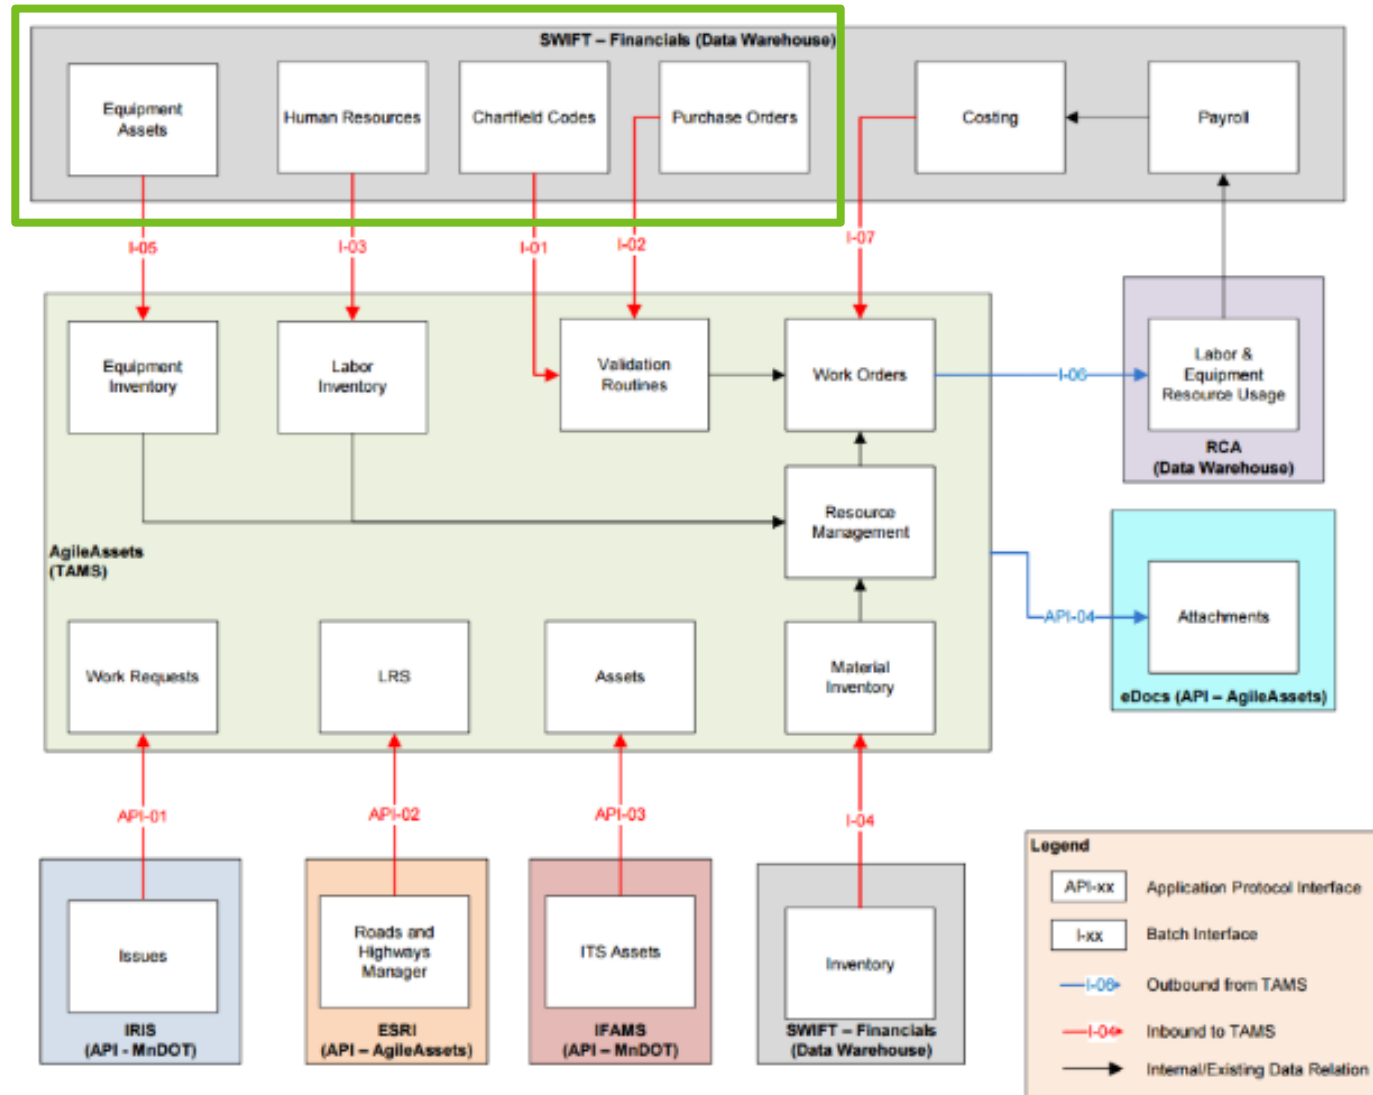 SWIFT – Financials (Data Warehouse)
Equipment
Assets
Human Resources
Chartfield Codes
Purchase Orders
Costing
Payroll
I-05
I-03
I-01
I-02
I-07
Equipment
Inventory
Labor
Inventory
Validation
Routines
Work Orders
I-06
Labor &
Equipment
Resource Usage
RCA
(Data Warehouse)
Resource
Management
AgileAssets
(TAMS)
API-04
Attachments
eDocs (API – AgileAssets)
Work Requests
LRS
Assets
Material
Inventory
API-01
API-02
API-03
I-04
Issues
IRIS
(API - MnDOT)
Roads and
Highways
Manager
ESRI
(API – AgileAssets)
ITS Assets
IFAMS
(API – MnDOT)
Inventory
SWIFT – Financials
(Data Warehouse)
Legend
API-xx Application Protocol Interface
I-xx Batch Interface
I-06 Outbound from TAMS
I-04 Inbound to TAMS
Internal/Existing Data Relation